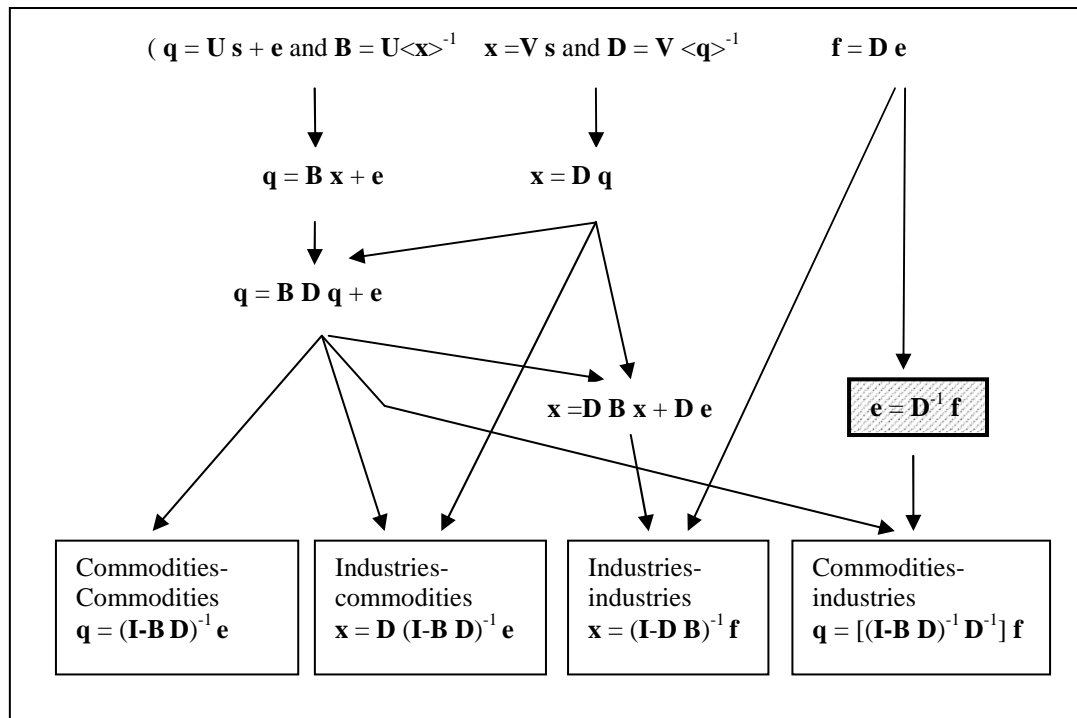 ( q = U s + e and B = U<x>⁻¹ x =V s and D = V <q>⁻¹ f = D e
q = B x + e x = D q
q = B D q + e
x =D B x + D e e = D⁻¹ f
Commodities-
Commodities
q = (I-B D)⁻¹ e
Industries-
commodities
x = D (I-B D)⁻¹ e
Industries-
industries
x = (I-D B)⁻¹ f
Commodities-
industries
q = [(I-B D)⁻¹ D⁻¹] f